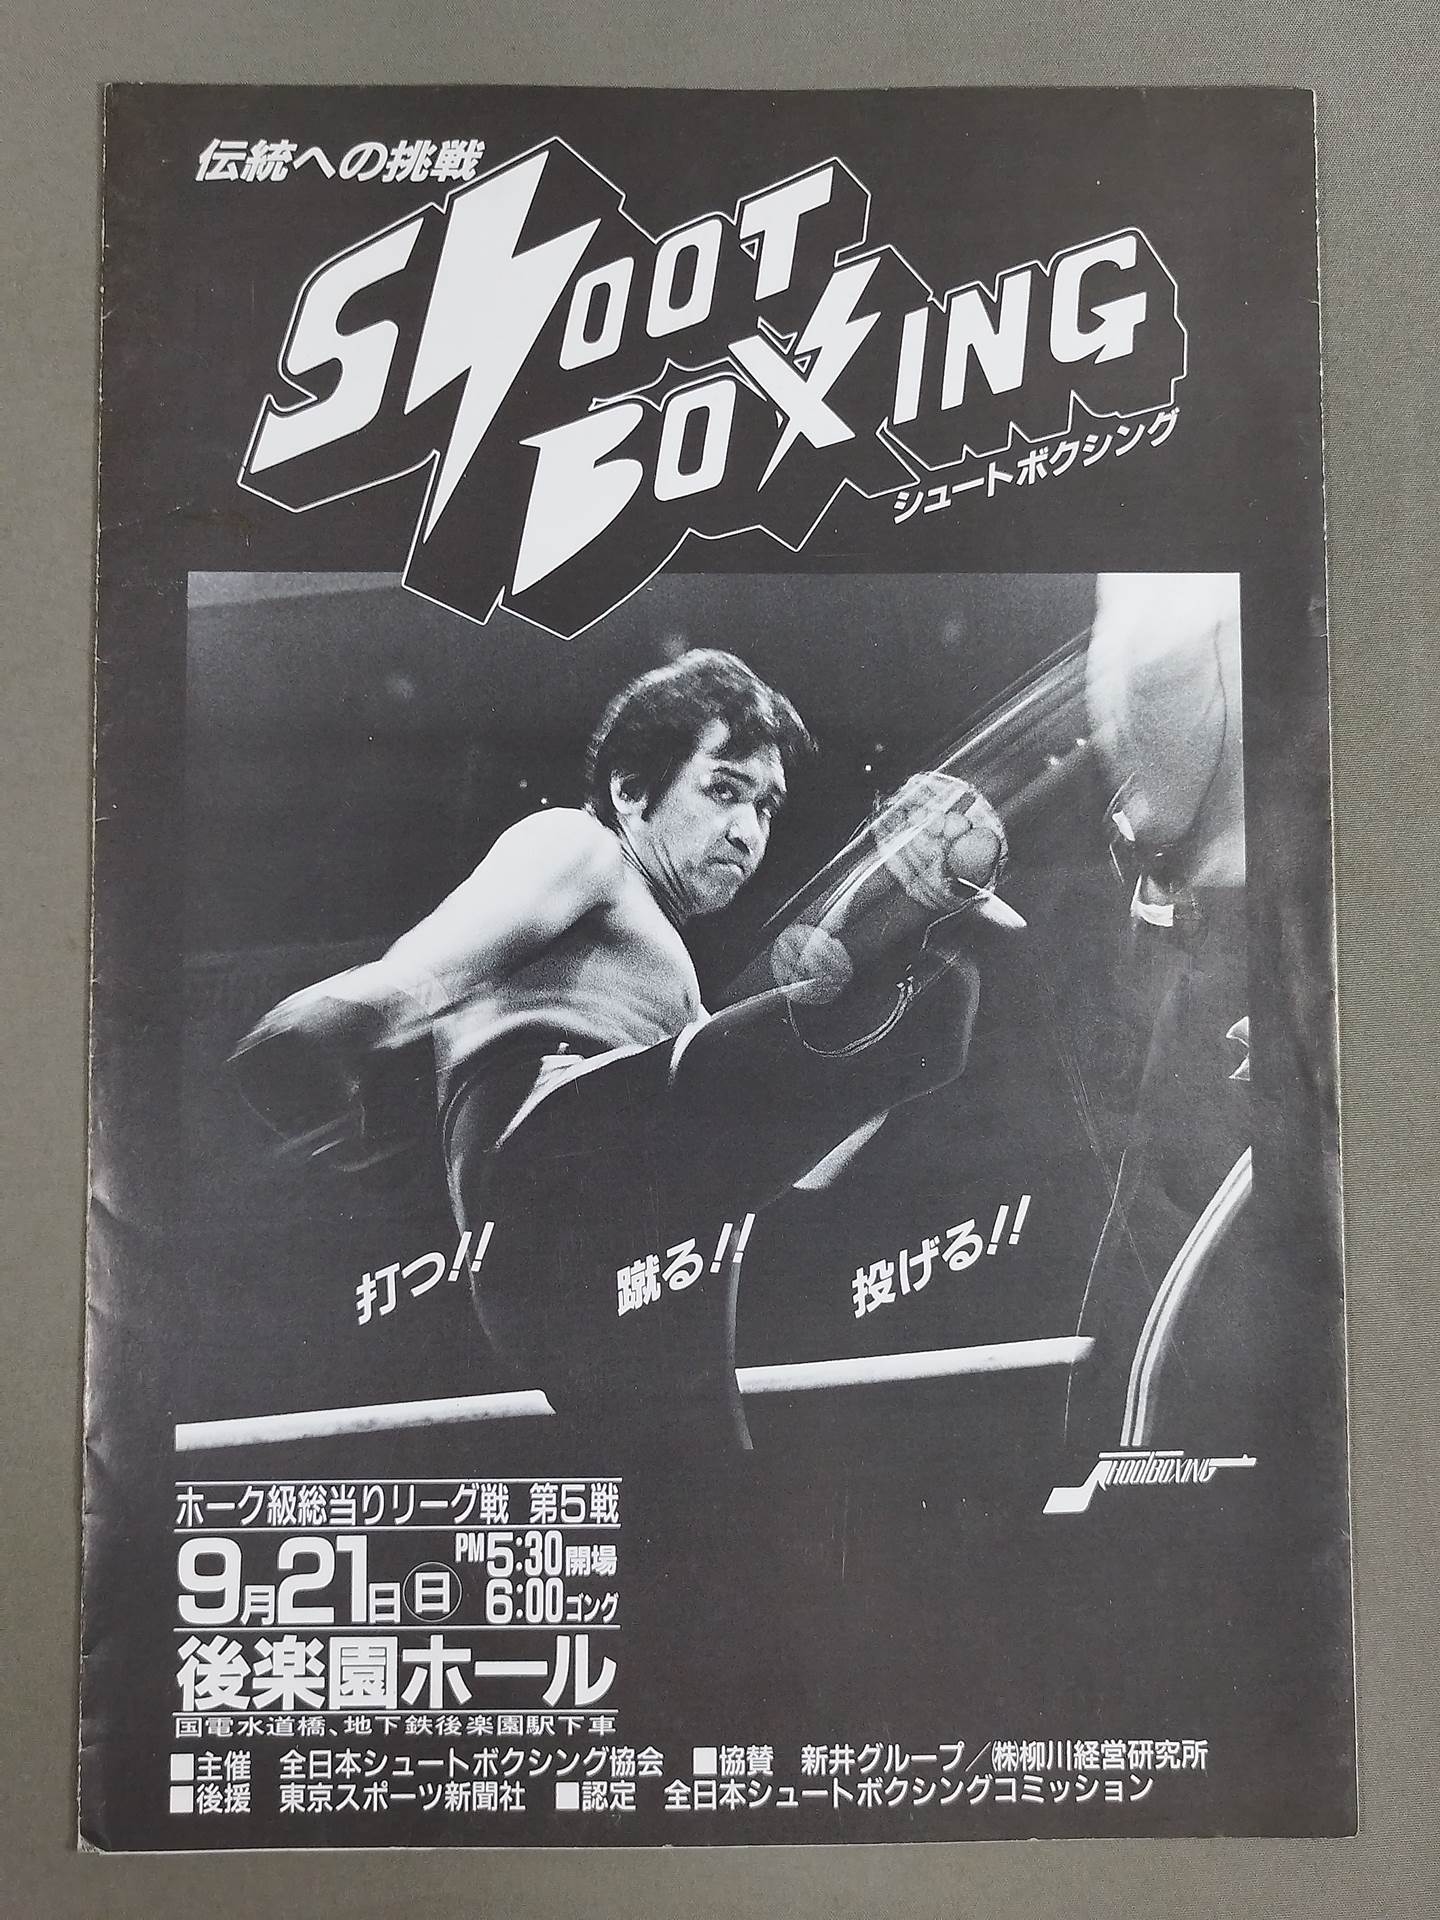 伝統への挑戦
SHOOT
BOXING
シュートボクシング
打つ!! 蹴る!! 投げる!!
SHOOTBOXING
ホーク級総当りリーグ戦 第5戦
9月21日㊐ PM5:30開場
6:00ゴング
後楽園ホール
国電水道橋、地下鉄後楽園駅下車
■主催 全日本シュートボクシング協会 ■協賛 新井グループ/㈱柳川経営研究所
■後援 東京スポーツ新聞社 ■認定 全日本シュートボクシングコミッション